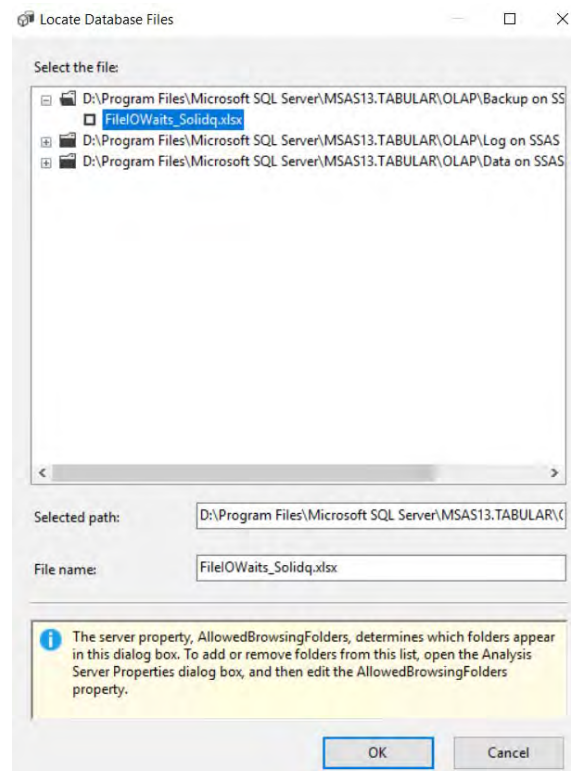 Locate Database Files
Select the file:
D:\Program Files\Microsoft SQL Server\MSAS13.TABULAR\OLAP\Backup on SS
FileIOWaits_Solidq.xlsx
D:\Program Files\Microsoft SQL Server\MSAS13.TABULAR\OLAP\Log on SSAS
D:\Program Files\Microsoft SQL Server\MSAS13.TABULAR\OLAP\Data on SSAS
Selected path: D:\Program Files\Microsoft SQL Server\MSAS13.TABULAR\(
File name: FileIOWaits_Solidq.xlsx
The server property, AllowedBrowsingFolders, determines which folders appear
in this dialog box. To add or remove folders from this list, open the Analysis
Server Properties dialog box, and then edit the AllowedBrowsingFolders
property.
OK Cancel